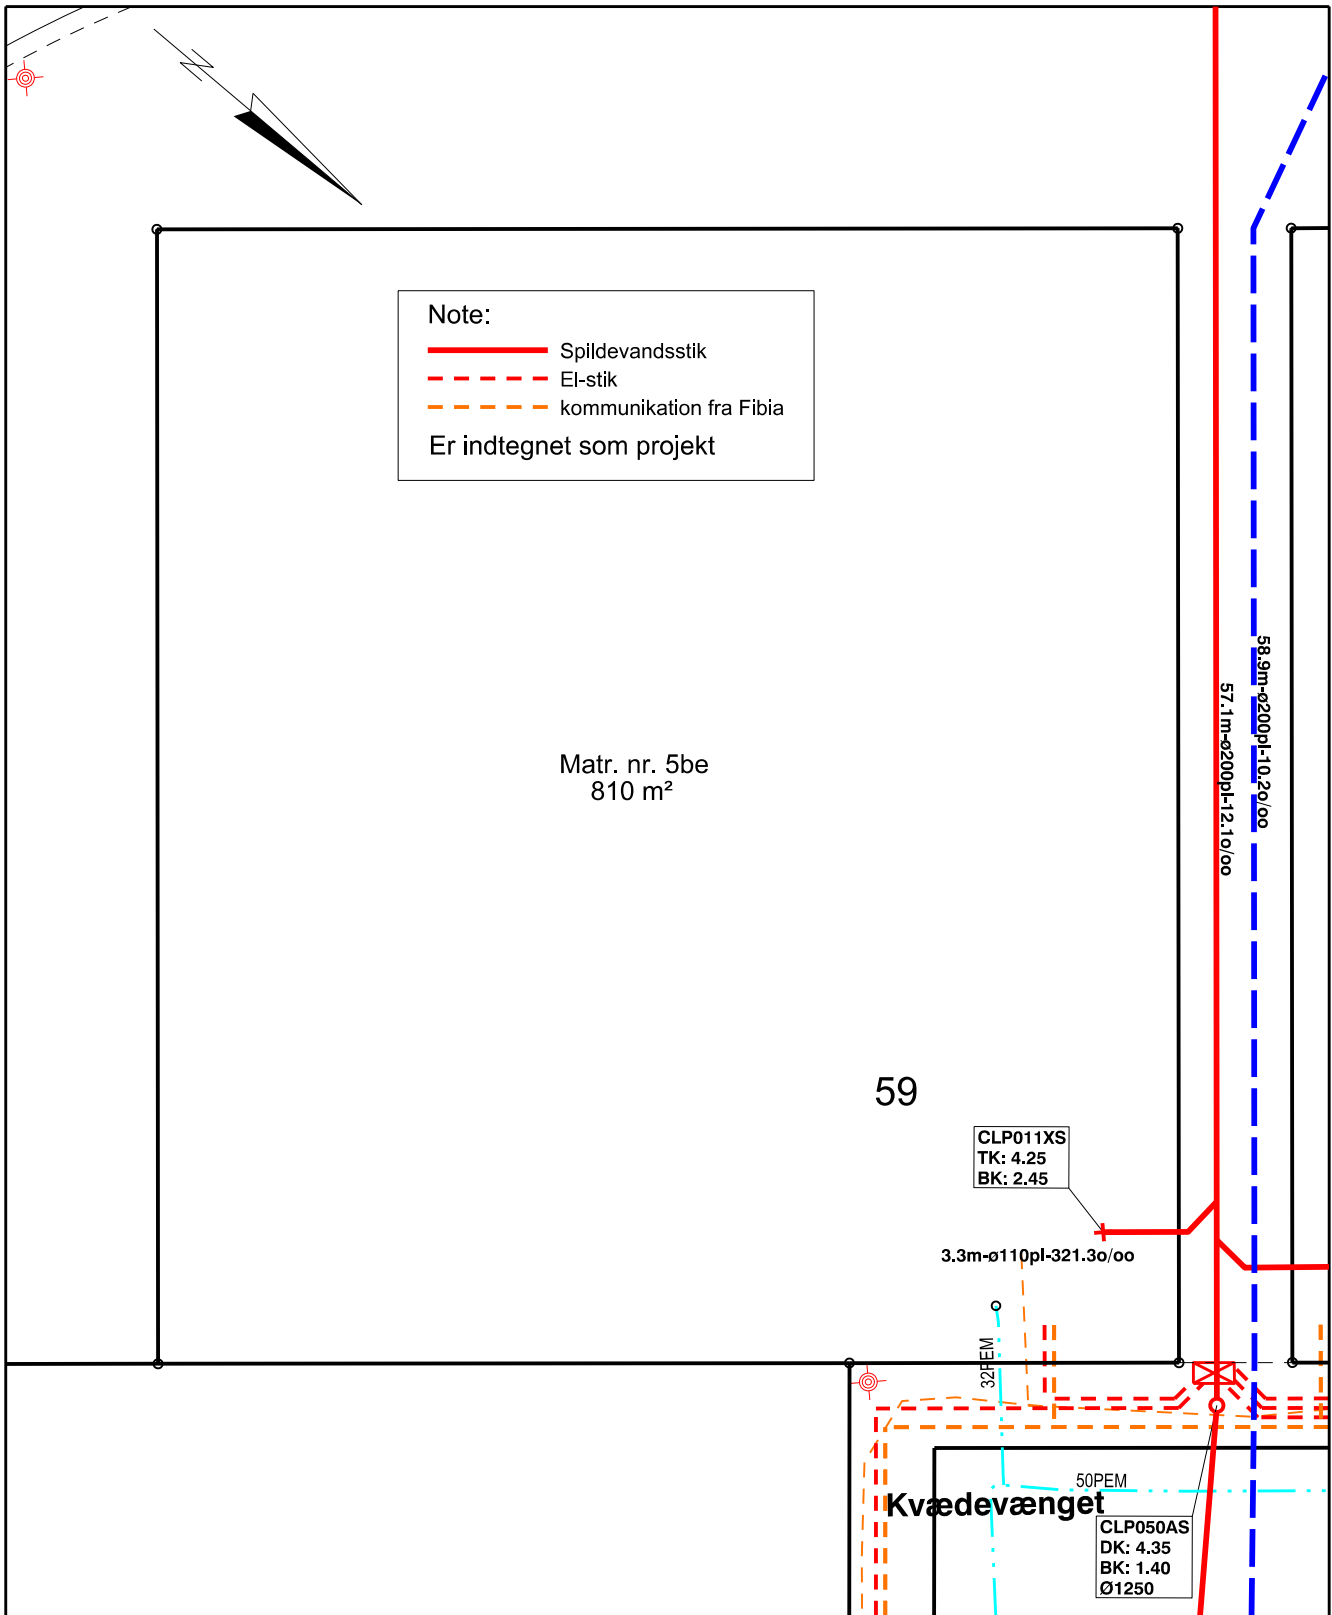 Note:
Spildevandsstik
El-stik
kommunikation fra Fibia
Er indtegnet som projekt
58.9m-ø200pl-10.2o/oo
57.1m-ø200pl-12.1o/oo
Matr. nr. 5be
810 m²
59
CLP011XS
TK: 4.25
BK: 2.45
3.3m-ø110pl-321.3o/oo
32PEM
50PEM
Kvædevænget
CLP050AS
DK: 4.35
BK: 1.40
Ø1250